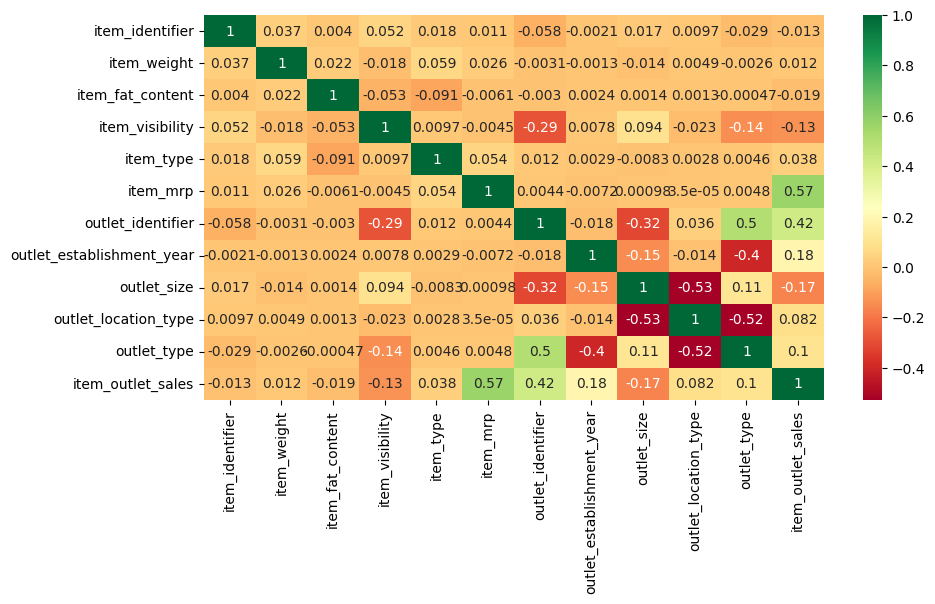 item_identifier 1 0.037 0.004 0.052 0.018 0.011 -0.058 -0.0021 0.017 0.0097 -0.029 -0.013
item_weight 0.037 1 0.022 -0.018 0.059 0.026 -0.0031 -0.0013 -0.014 0.0049 -0.0026 0.012
item_fat_content 0.004 0.022 1 -0.053 -0.091 -0.0061 -0.003 0.0024 0.0014 0.0013 -0.00047 -0.019
item_visibility 0.052 -0.018 -0.053 1 0.0097 -0.0045 -0.29 0.0078 0.094 -0.023 -0.14 -0.13
item_type 0.018 0.059 -0.091 0.0097 1 0.054 0.012 0.0029 -0.0083 0.0028 0.0046 0.038
item_mrp 0.011 0.026 -0.0061 -0.0045 0.054 1 0.0044 -0.0072 0.00098 3.5e-05 0.0048 0.57
outlet_identifier -0.058 -0.0031 -0.003 -0.29 0.012 0.0044 1 -0.018 -0.32 0.036 0.5 0.42
outlet_establishment_year -0.0021 -0.0013 0.0024 0.0078 0.0029 -0.0072 -0.018 1 -0.15 -0.014 -0.4 0.18
outlet_size 0.017 -0.014 0.0014 0.094 -0.0083 0.00098 -0.32 -0.15 1 -0.53 0.11 -0.17
outlet_location_type 0.0097 0.0049 0.0013 -0.023 0.0028 3.5e-05 0.036 -0.014 -0.53 1 -0.52 0.082
outlet_type -0.029 -0.0026 -0.00047 -0.14 0.0046 0.0048 0.5 -0.4 0.11 -0.52 1 0.1
item_outlet_sales -0.013 0.012 -0.019 -0.13 0.038 0.57 0.42 0.18 -0.17 0.082 0.1 1
item_identifier
item_weight
item_fat_content
item_visibility
item_type
item_mrp
outlet_identifier
outlet_establishment_year
outlet_size
outlet_location_type
outlet_type
item_outlet_sales
1.0
0.8
0.6
0.4
0.2
0.0
−0.2
−0.4